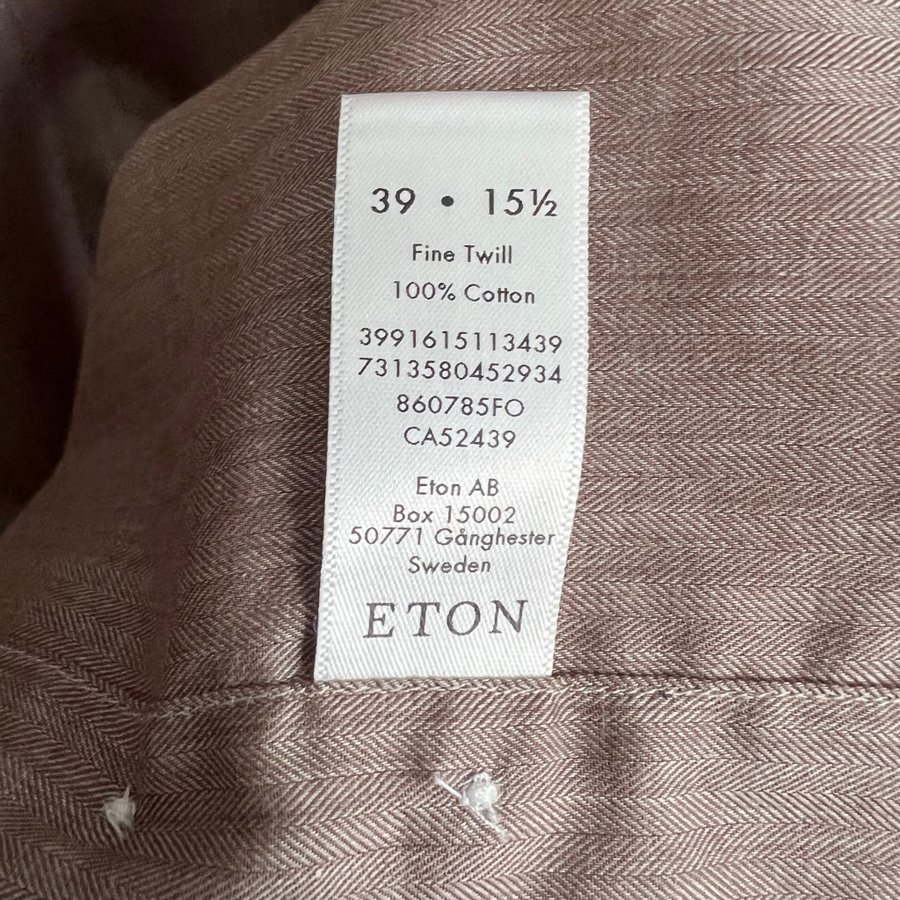 39 • 15½
Fine Twill
100% Cotton
3991615113439
7313580452934
860785FO
CA52439
Eton AB
Box 15002
50771 Gånghester
Sweden
ETON